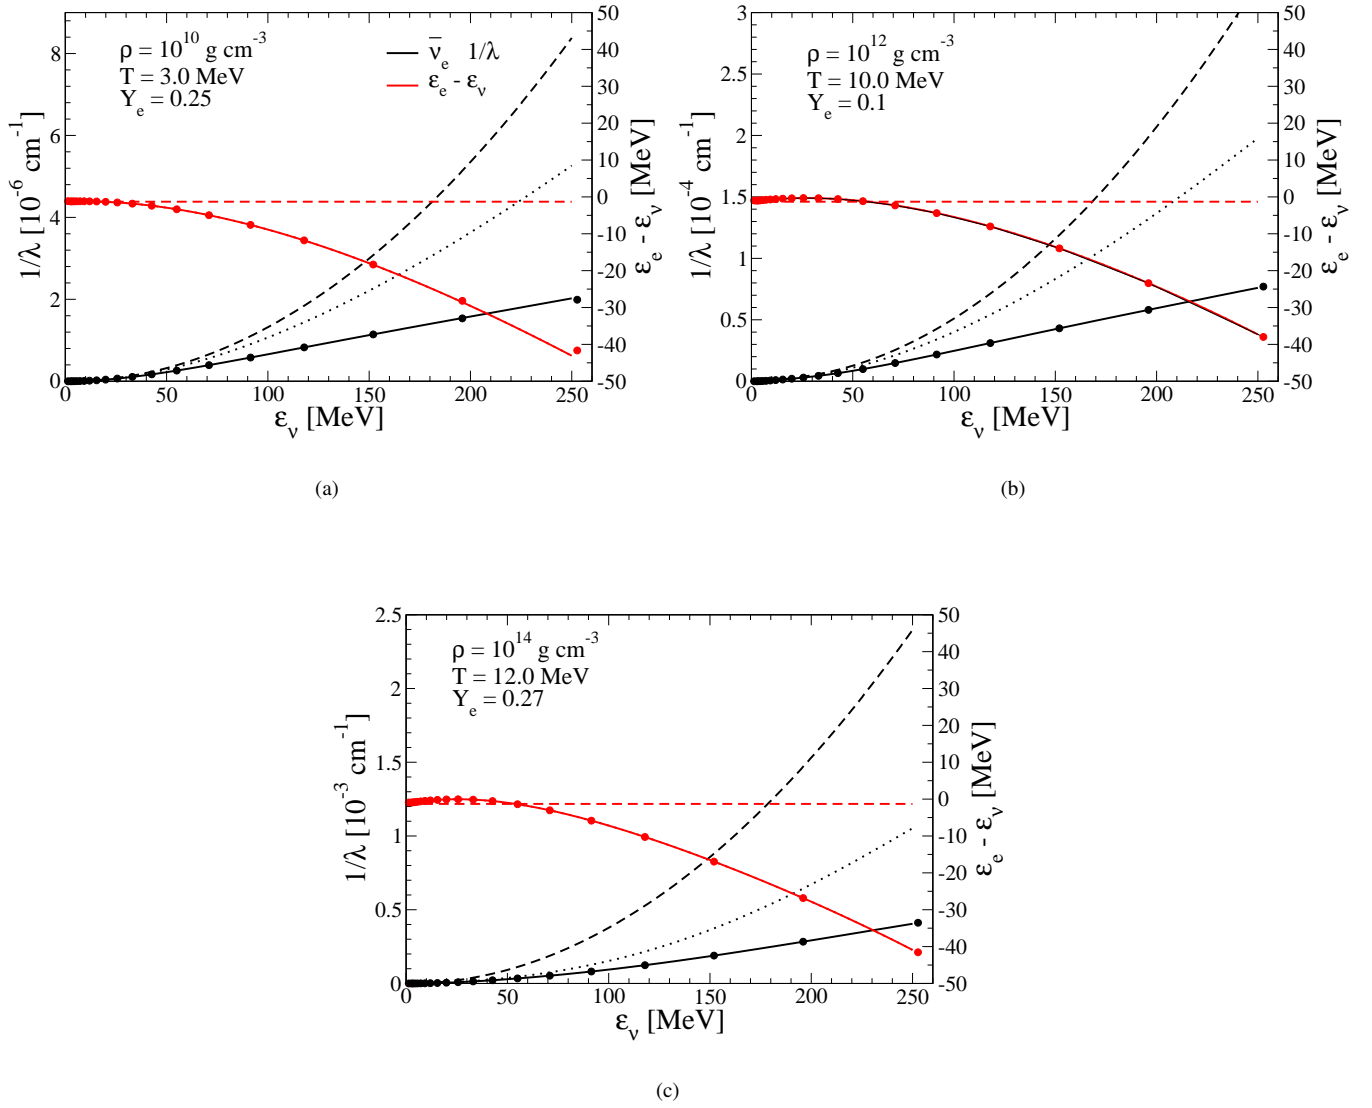 ρ = 10^10 g cm^-3
T = 3.0 MeV
Y_e = 0.25
ν̄_e 1/λ
ε_e - ε_ν
8
6
4
2
0
1/λ [10^-6 cm^-1]
50
40
30
20
10
0
-10
-20
-30
-40
-50
ε_e - ε_ν [MeV]
0 50 100 150 200 250
ε_ν [MeV]
(a)
ρ = 10^12 g cm^-3
T = 10.0 MeV
Y_e = 0.1
3
2.5
2
1.5
1
0.5
0
1/λ [10^-4 cm^-1]
50
40
30
20
10
0
-10
-20
-30
-40
-50
ε_e - ε_ν [MeV]
0 50 100 150 200 250
ε_ν [MeV]
(b)
ρ = 10^14 g cm^-3
T = 12.0 MeV
Y_e = 0.27
2.5
2
1.5
1
0.5
0
1/λ [10^-3 cm^-1]
50
40
30
20
10
0
-10
-20
-30
-40
-50
ε_e - ε_ν [MeV]
0 50 100 150 200 250
ε_ν [MeV]
(c)